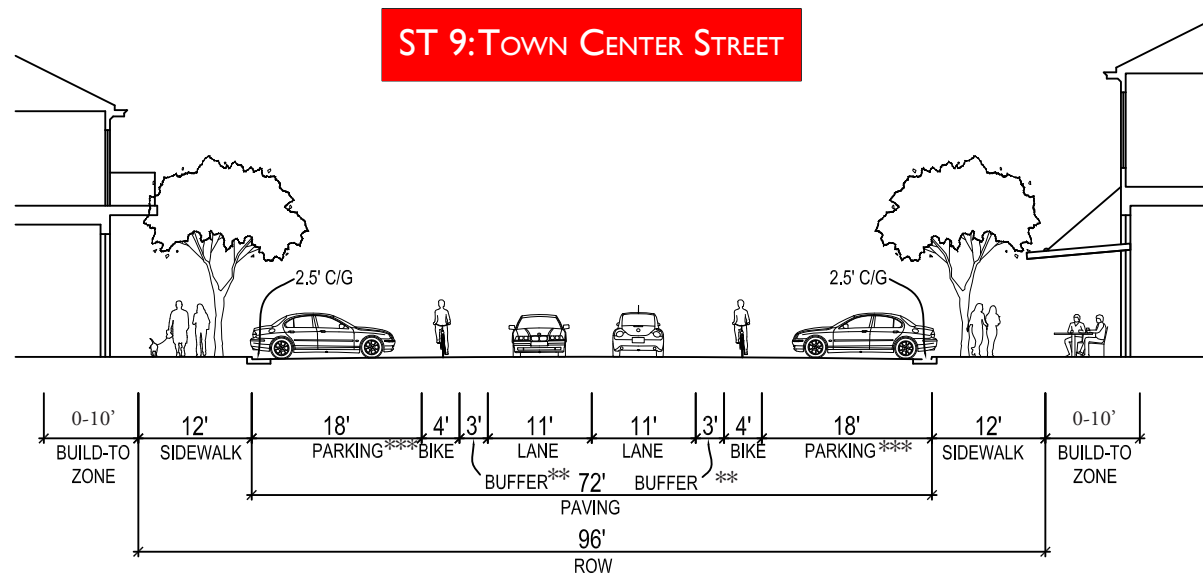 ST 9: TOWN CENTER STREET
2.5' C/G 2.5' C/G
0-10' 12' 18' 4' 3' 11' 11' 3' 4' 18' 12' 0-10'
BUILD-TO SIDEWALK PARKING*** BIKE LANE LANE BIKE PARKING*** SIDEWALK BUILD-TO
ZONE ZONE
BUFFER** 72' BUFFER **
PAVING
96'
ROW